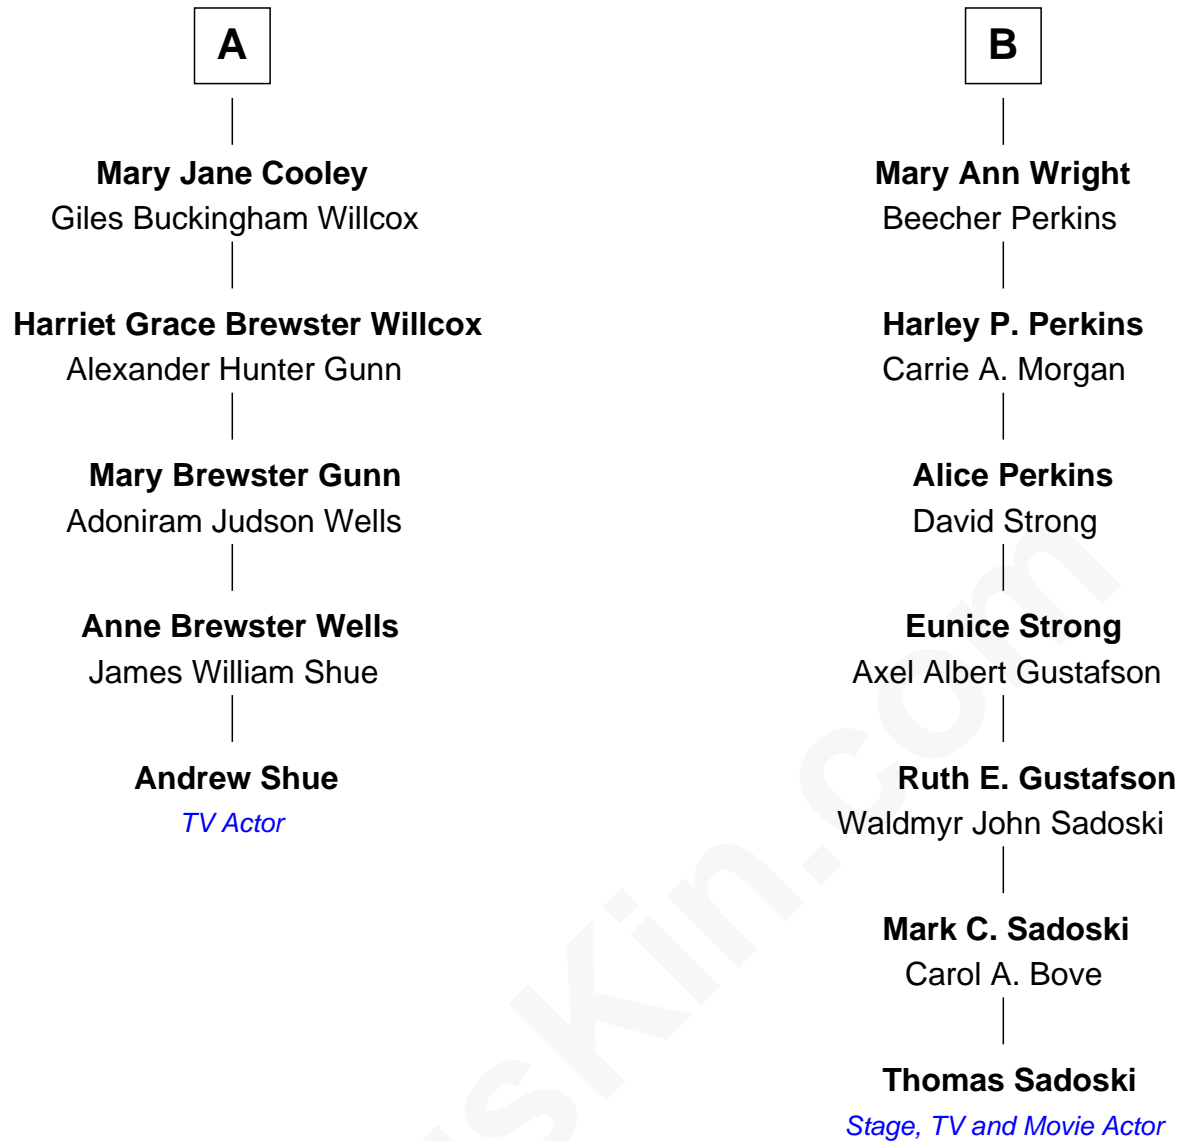 A
Mary Jane Cooley
Giles Buckingham Willcox
Harriet Grace Brewster Willcox
Alexander Hunter Gunn
Mary Brewster Gunn
Adoniram Judson Wells
Anne Brewster Wells
James William Shue
Andrew Shue
TV Actor
B
Mary Ann Wright
Beecher Perkins
Harley P. Perkins
Carrie A. Morgan
Alice Perkins
David Strong
Eunice Strong
Axel Albert Gustafson
Ruth E. Gustafson
Waldmyr John Sadoski
Mark C. Sadoski
Carol A. Bove
Thomas Sadoski
Stage, TV and Movie Actor
sKin.com